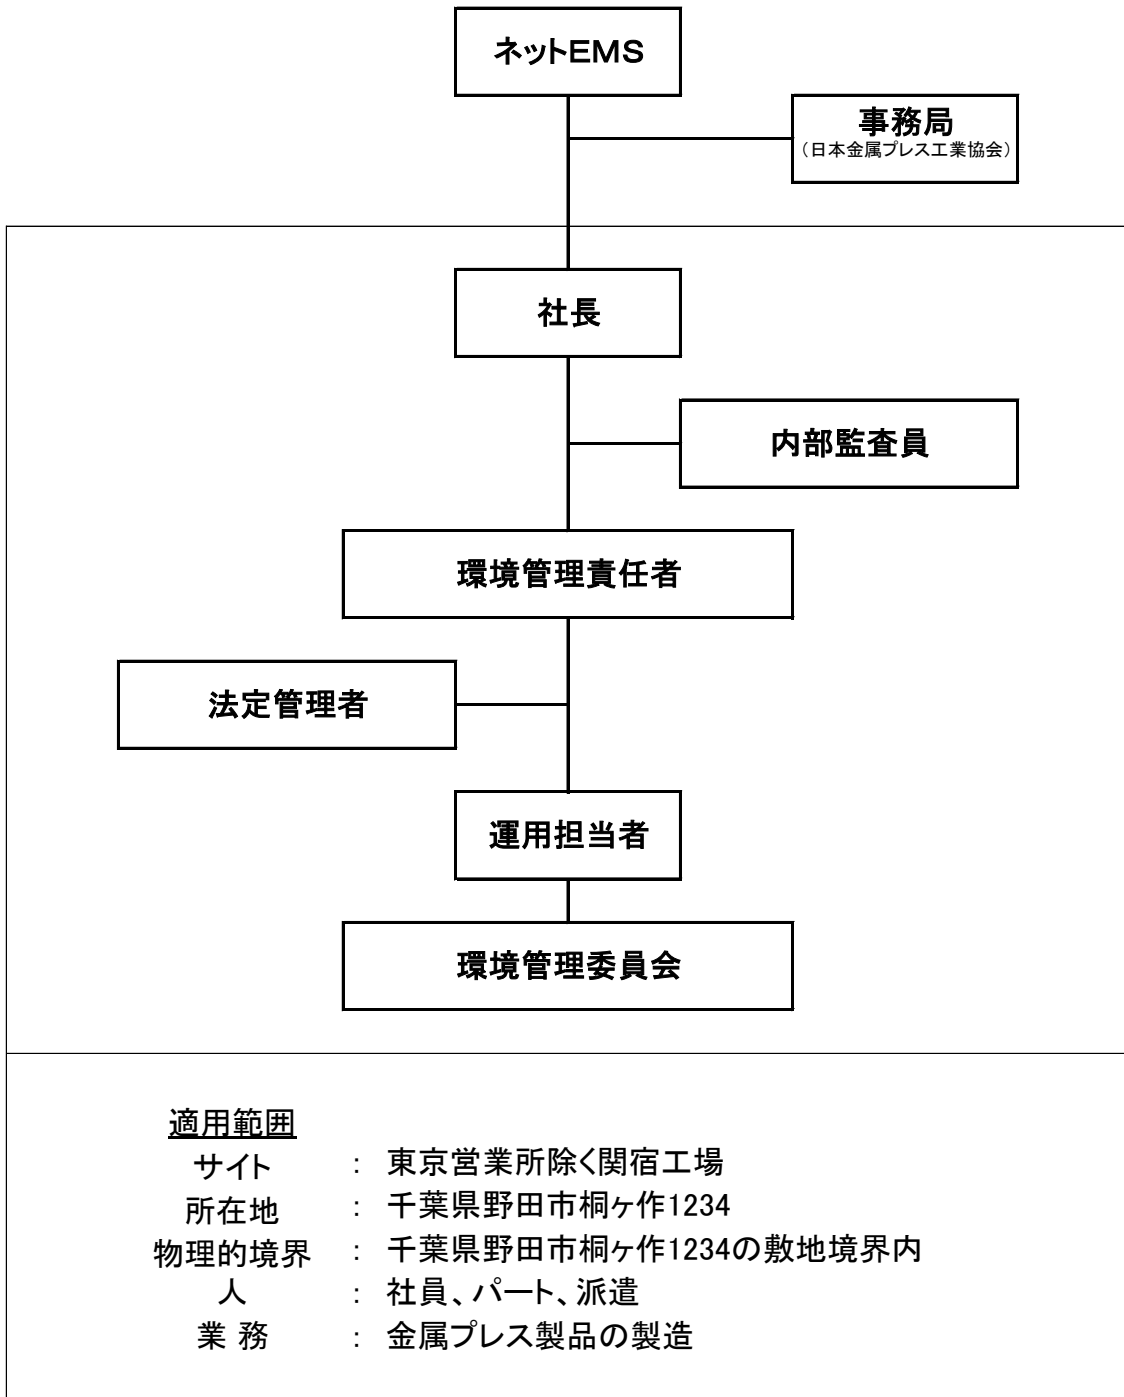 ネットEMS
事務局
（日本金属プレス工業協会）
社長
内部監査員
環境管理責任者
法定管理者
運用担当者
環境管理委員会
適用範囲
サイト : 東京営業所除く関宿工場
所在地 : 千葉県野田市桐ヶ作1234
物理的境界 : 千葉県野田市桐ヶ作1234の敷地境界内
人 : 社員、パート、派遣
業 務 : 金属プレス製品の製造